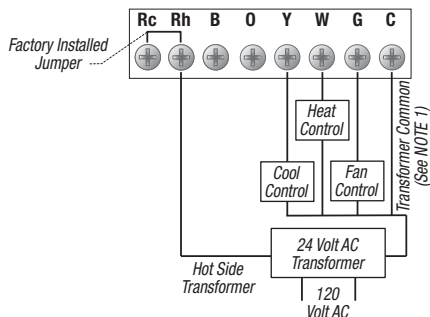 Rc Rh B O Y W G C
Factory Installed
Jumper
Heat
Control
Cool
Control
Fan
Control
Transformer Common
(See NOTE 1)
24 Volt AC
Transformer
Hot Side
Transformer
120
Volt AC